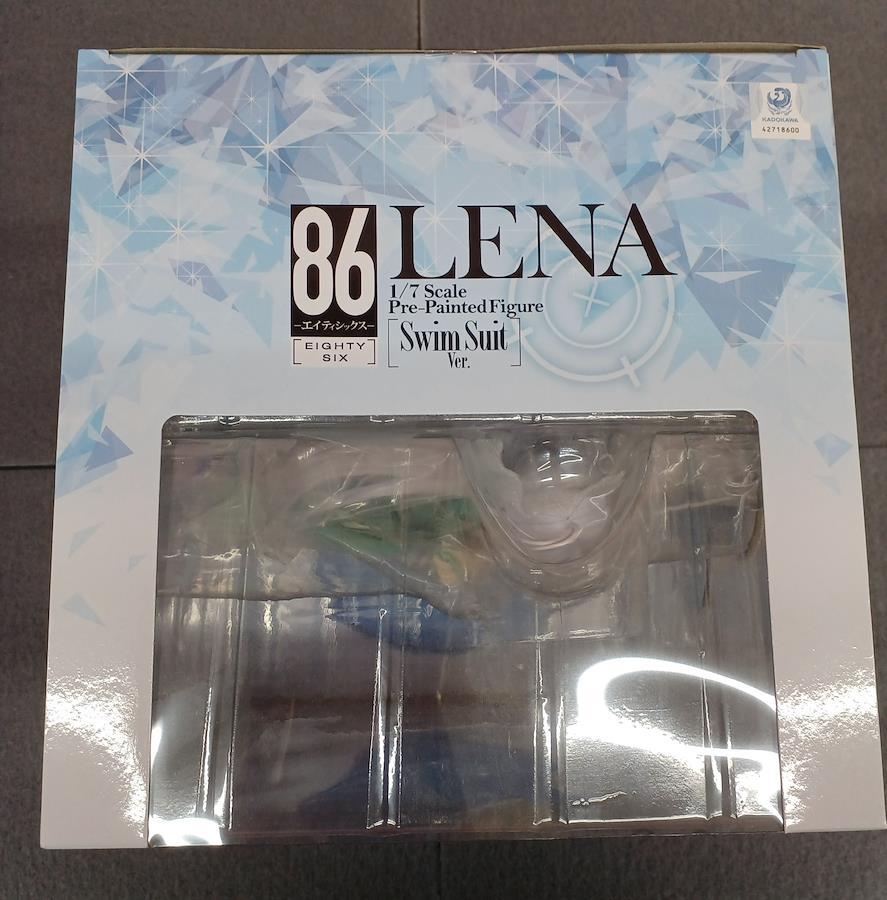 KADOKAWA
42718600
86
-エイティシックス-
EIGHTY
SIX
LENA
1/7 Scale
Pre-Painted Figure
Swim Suit
Ver.